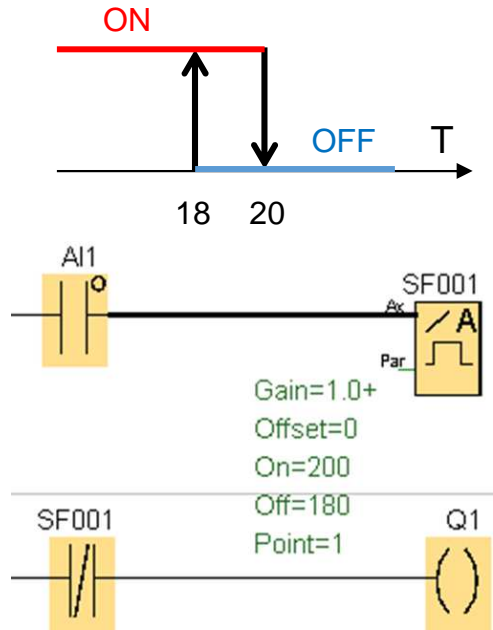 ON
OFF T
18 20
AI1
SF001
Ax
A
Par
Gain=1.0+
Offset=0
On=200
Off=180
Point=1
SF001
Q1